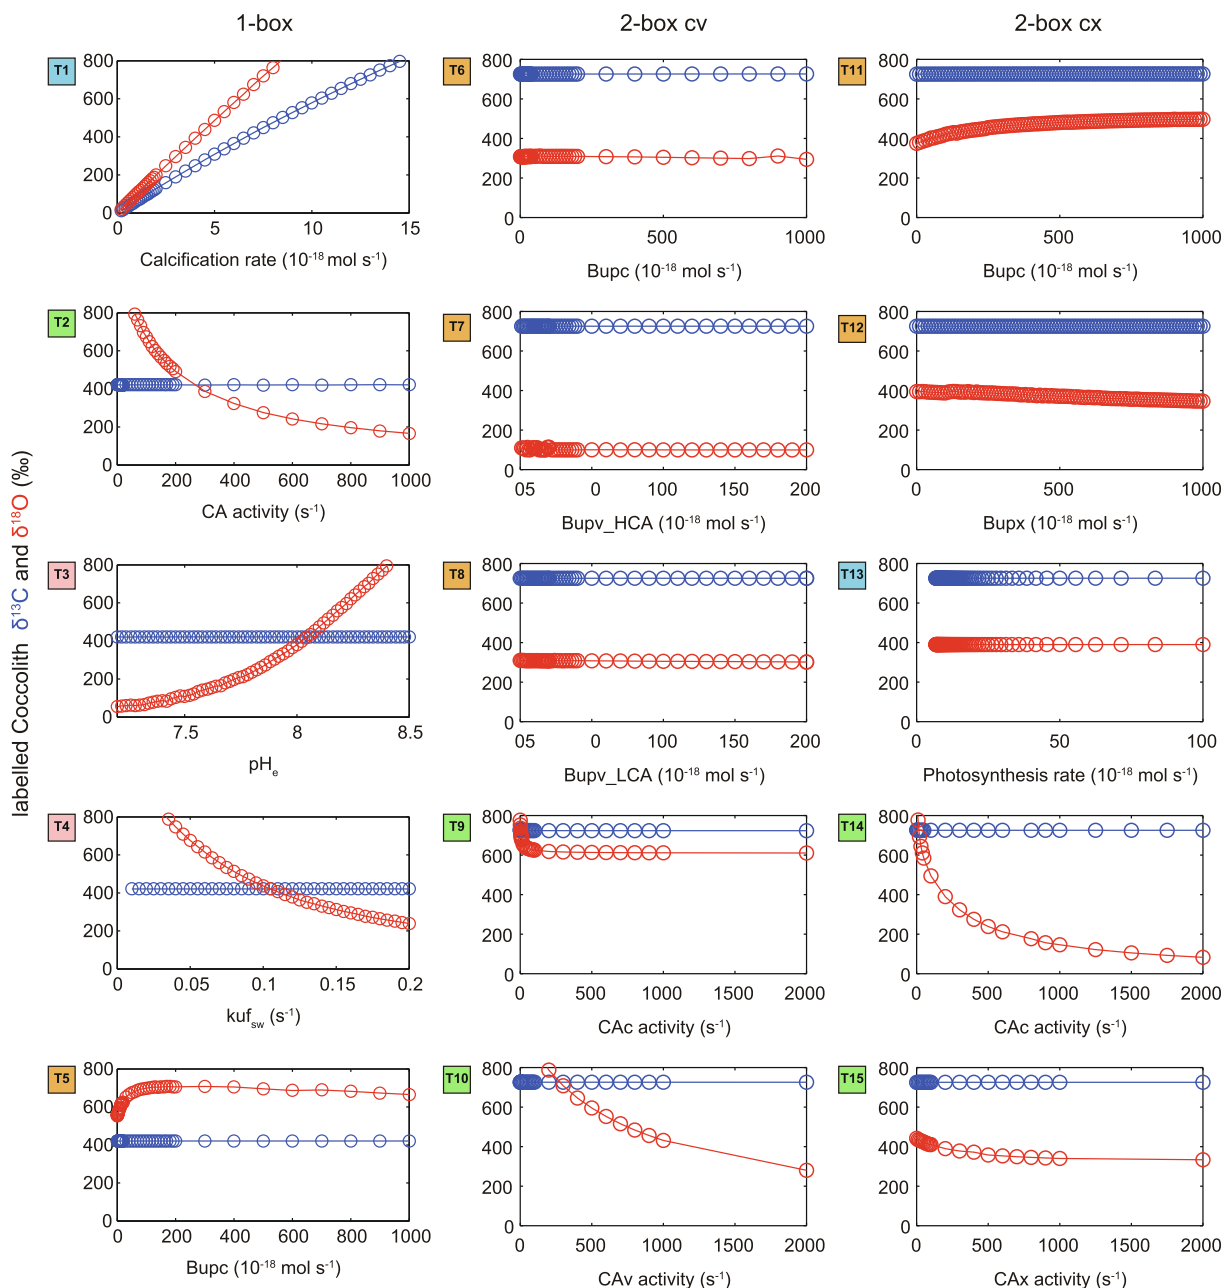 1-box
2-box cv
2-box cx
labelled Coccolith δ13C and δ18O (‰)
T1
800
600
400
200
0
0 5 10 15
Calcification rate (10-18 mol s-1)
T6
800
600
400
200
0
0 500 1000
Bupc (10-18 mol s-1)
T11
800
600
400
200
0
0 500 1000
Bupc (10-18 mol s-1)
T2
800
600
400
200
0
0 200 400 600 800 1000
CA activity (s-1)
T7
800
600
400
200
0
05 0 100 150 200
Bupv_HCA (10-18 mol s-1)
T12
800
600
400
200
0
0 500 1000
Bupx (10-18 mol s-1)
T3
800
600
400
200
0
7.5 8 8.5
pHe
T8
800
600
400
200
0
05 0 100 150 200
Bupv_LCA (10-18 mol s-1)
T13
800
600
400
200
0
0 50 100
Photosynthesis rate (10-18 mol s-1)
T4
800
600
400
200
0
0 0.05 0.1 0.15 0.2
kufsw (s-1)
T9
800
600
400
200
0
0 500 1000 1500 2000
CAc activity (s-1)
T14
800
600
400
200
0
0 500 1000 1500 2000
CAc activity (s-1)
T5
800
600
400
200
0
0 200 400 600 800 1000
Bupc (10-18 mol s-1)
T10
800
600
400
200
0
0 500 1000 1500 2000
CAv activity (s-1)
T15
800
600
400
200
0
0 500 1000 1500 2000
CAx activity (s-1)